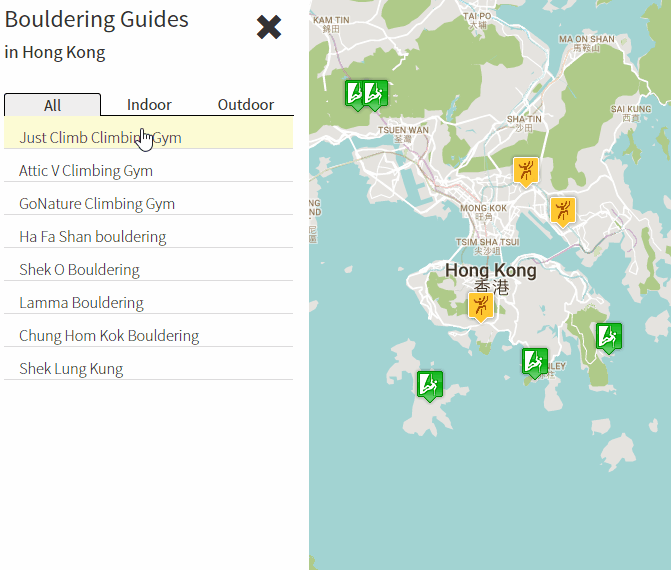 Bouldering Guides
in Hong Kong
All
Indoor
Outdoor
Just Climb Climbing Gym
Attic V Climbing Gym
GoNature Climbing Gym
Ha Fa Shan bouldering
Shek O Bouldering
Lamma Bouldering
Chung Hom Kok Bouldering
Shek Lung Kung
KAM TIN
錦田
TAI PO
大埔
MA ON SHAN
馬鞍山
SAI KUNG
西貢
SHA TIN
沙田
TSUEN WAN
荃灣
MONG KOK
旺角
TSIM SHA TSUI
尖沙咀
Hong Kong
香港